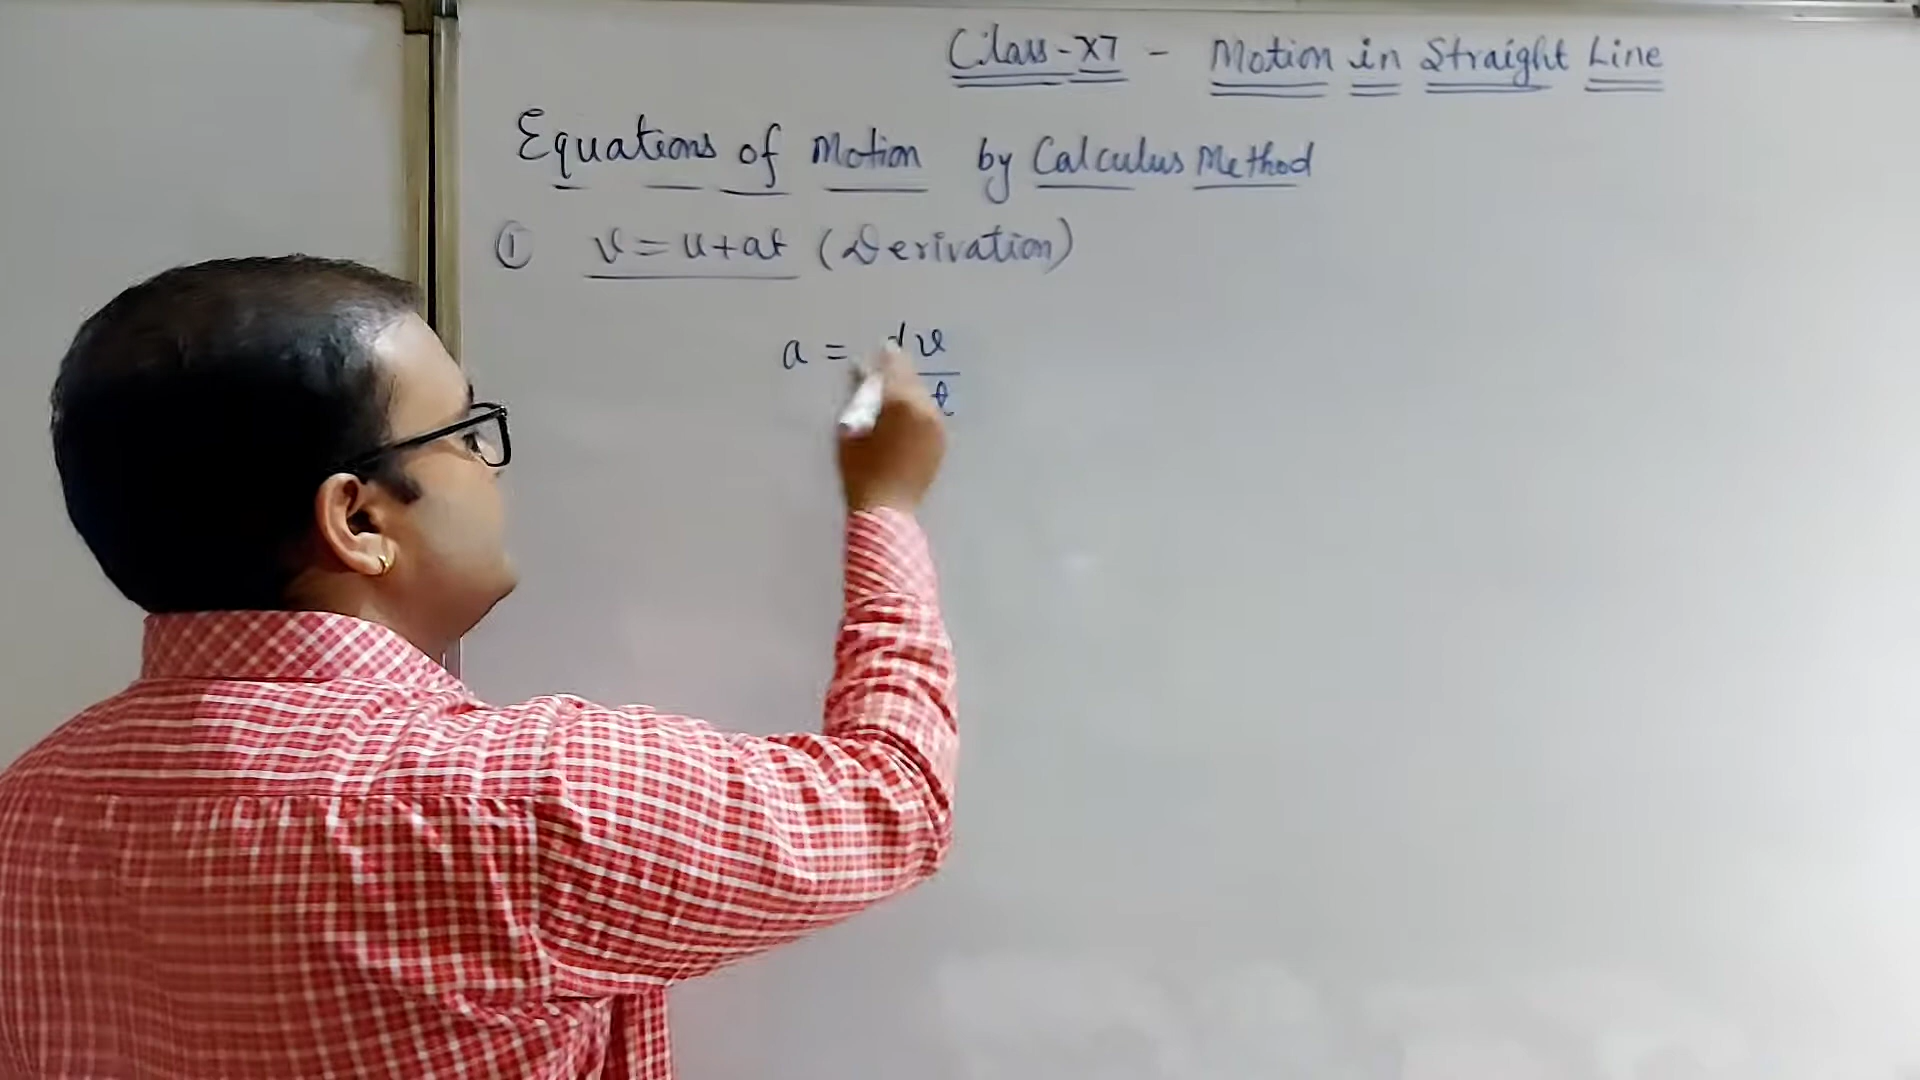 Class-XI - Motion in Straight Line
Equations of Motion by Calculus Method
① v=u+at (Derivation)
a = dv
t